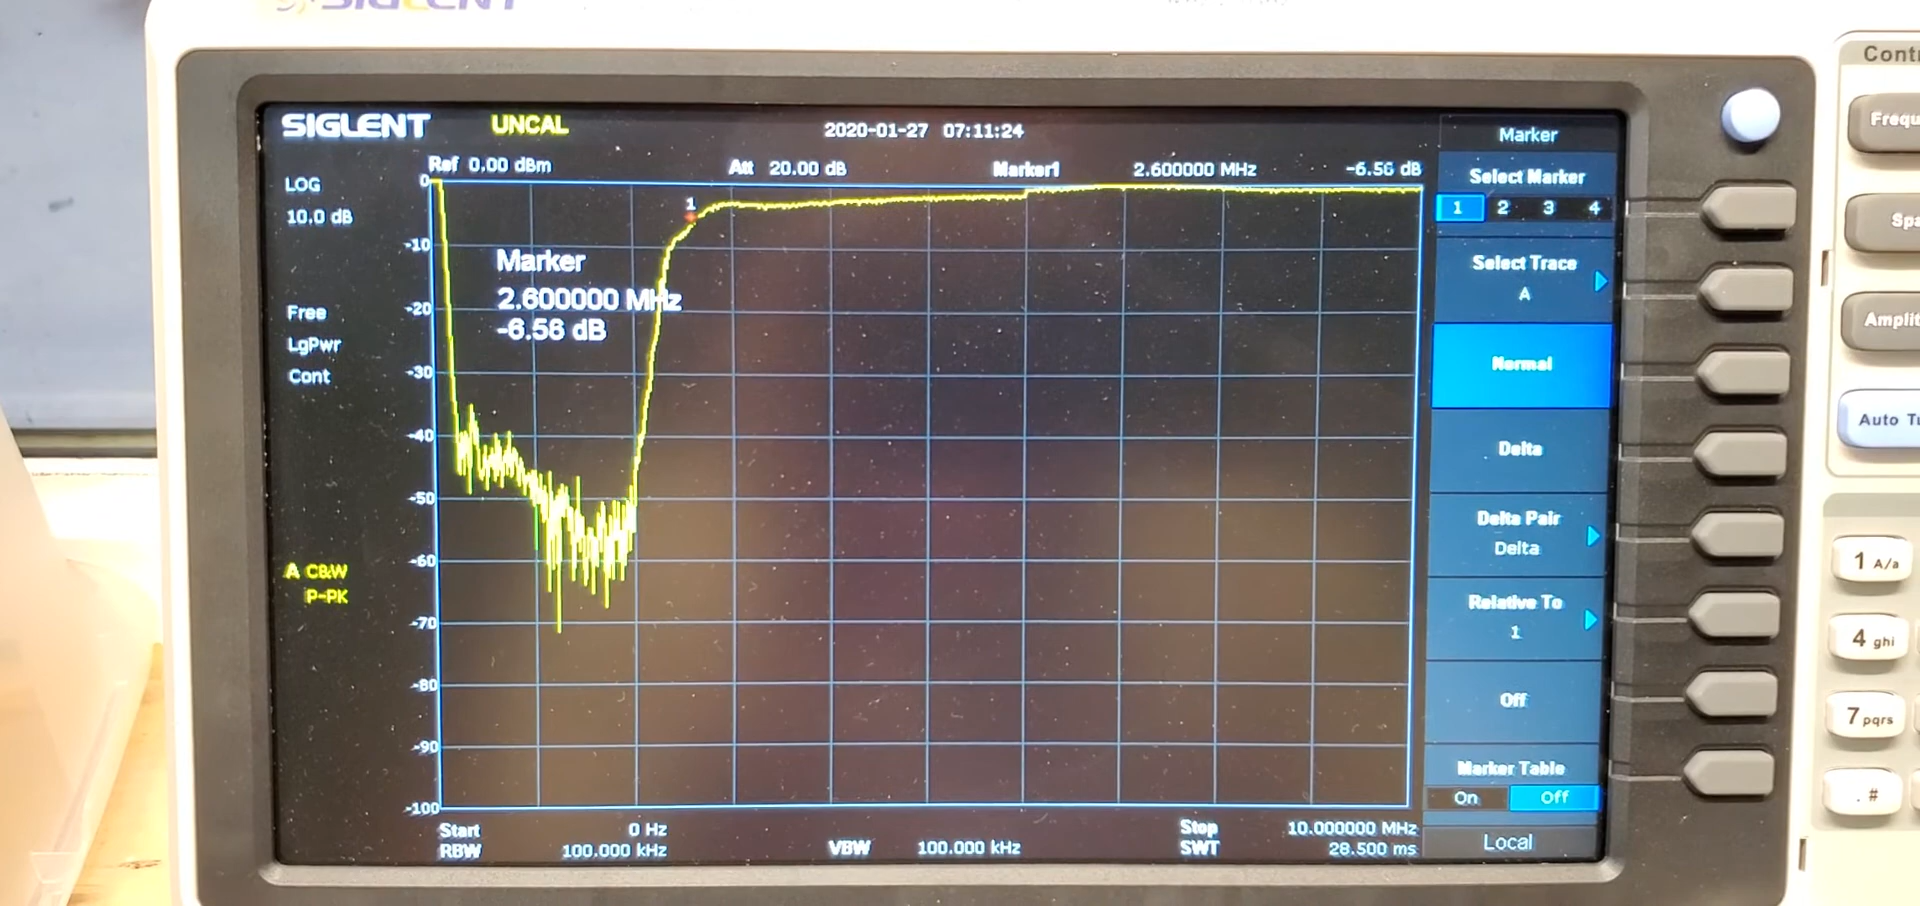 SIGLENT
SIGLENT UNCAL 2020-01-27 07:11:24 Marker
Ref 0.00 dBm Att 20.00 dB Marker1 2.600000 MHz -6.56 dB
LOG
10.0 dB
Free
LgPwr
Cont
A C&W
P-PK
0
-10
-20
-30
-40
-50
-60
-70
-80
-90
-100
1
Marker
2.600000 MHz
-6.56 dB
Start 0 Hz Stop 10.000000 MHz
RBW 100.000 kHz VBW 100.000 kHz SWT 28.500 ms
Select Marker
1 2 3 4
Select Trace
A
Normal
Delta
Delta Pair
Delta
Relative To
1
Off
Marker Table
On Off
Local
Auto
1 A/a
4 ghi
7 pqrs
. #